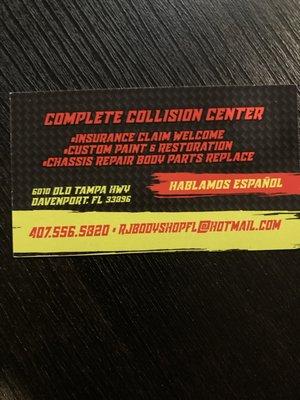 COMPLETE COLLISION CENTER
•INSURANCE CLAIM WELCOME
•CUSTOM PAINT & RESTORATION
•CHASSIS REPAIR BODY PARTS REPLACE
6010 OLD TAMPA HWY
DAVENPORT, FL 33896
HABLAMOS ESPAÑOL
407.556.5820 • RJBODYSHOPFL@HOTMAIL.COM